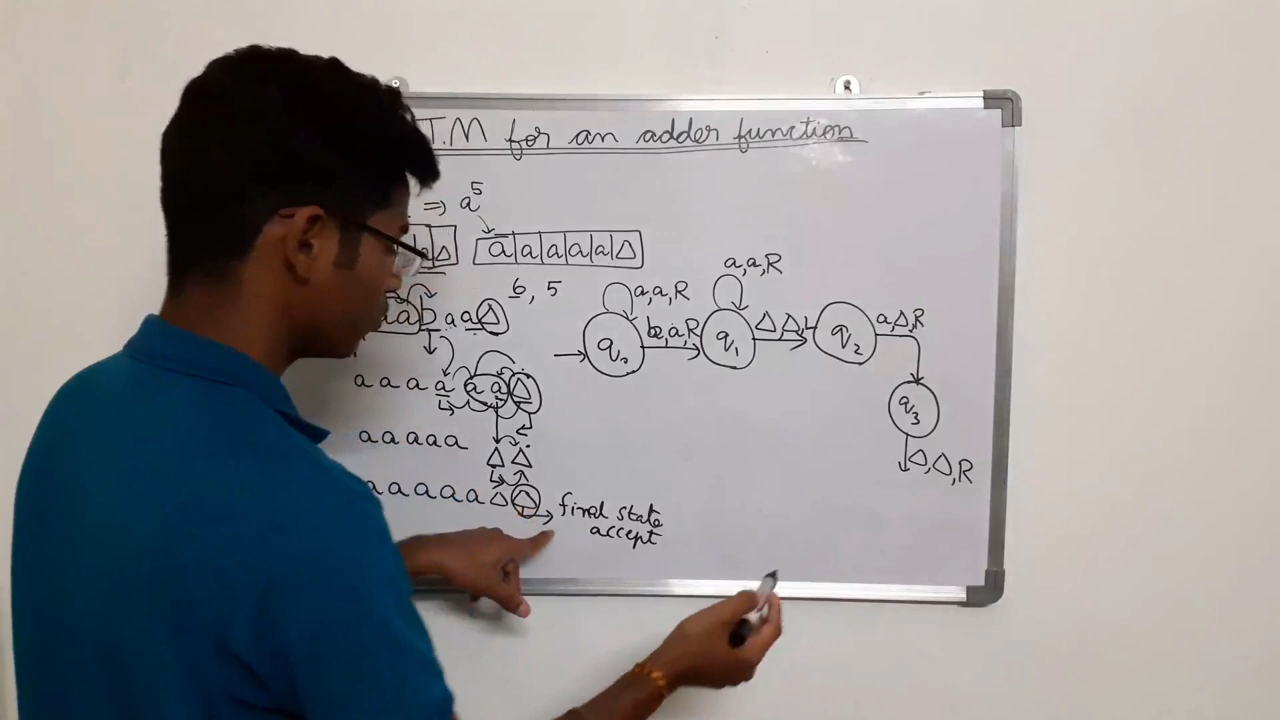 T.M for an adder function
⇒ a⁵
b Δ
a a a a a Δ
6, 5
a a b a a Δ
a a a a a a Δ
a a a a a
Δ Δ
a a a a a Δ Δ
final state
accept
a,a,R
a,a,R
b,a,R
Δ,Δ,L
a,Δ,R
q₀ q₁ q₂
q₃
Δ,Δ,R